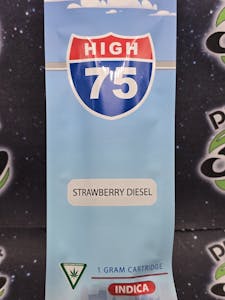 HIGH
75
STRAWBERRY DIESEL
1 GRAM CARTRIDGE
INDICA